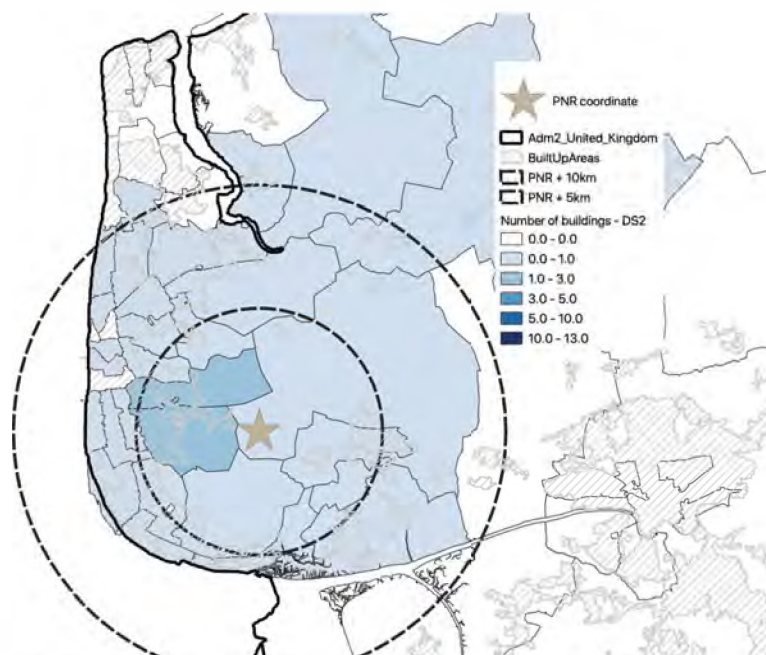 PNR coordinate
Adm2_United_Kingdom
BuiltUpAreas
PNR + 10km
PNR + 5km
Number of buildings - DS2
0.0 - 0.0
0.0 - 1.0
1.0 - 3.0
3.0 - 5.0
5.0 - 10.0
10.0 - 13.0